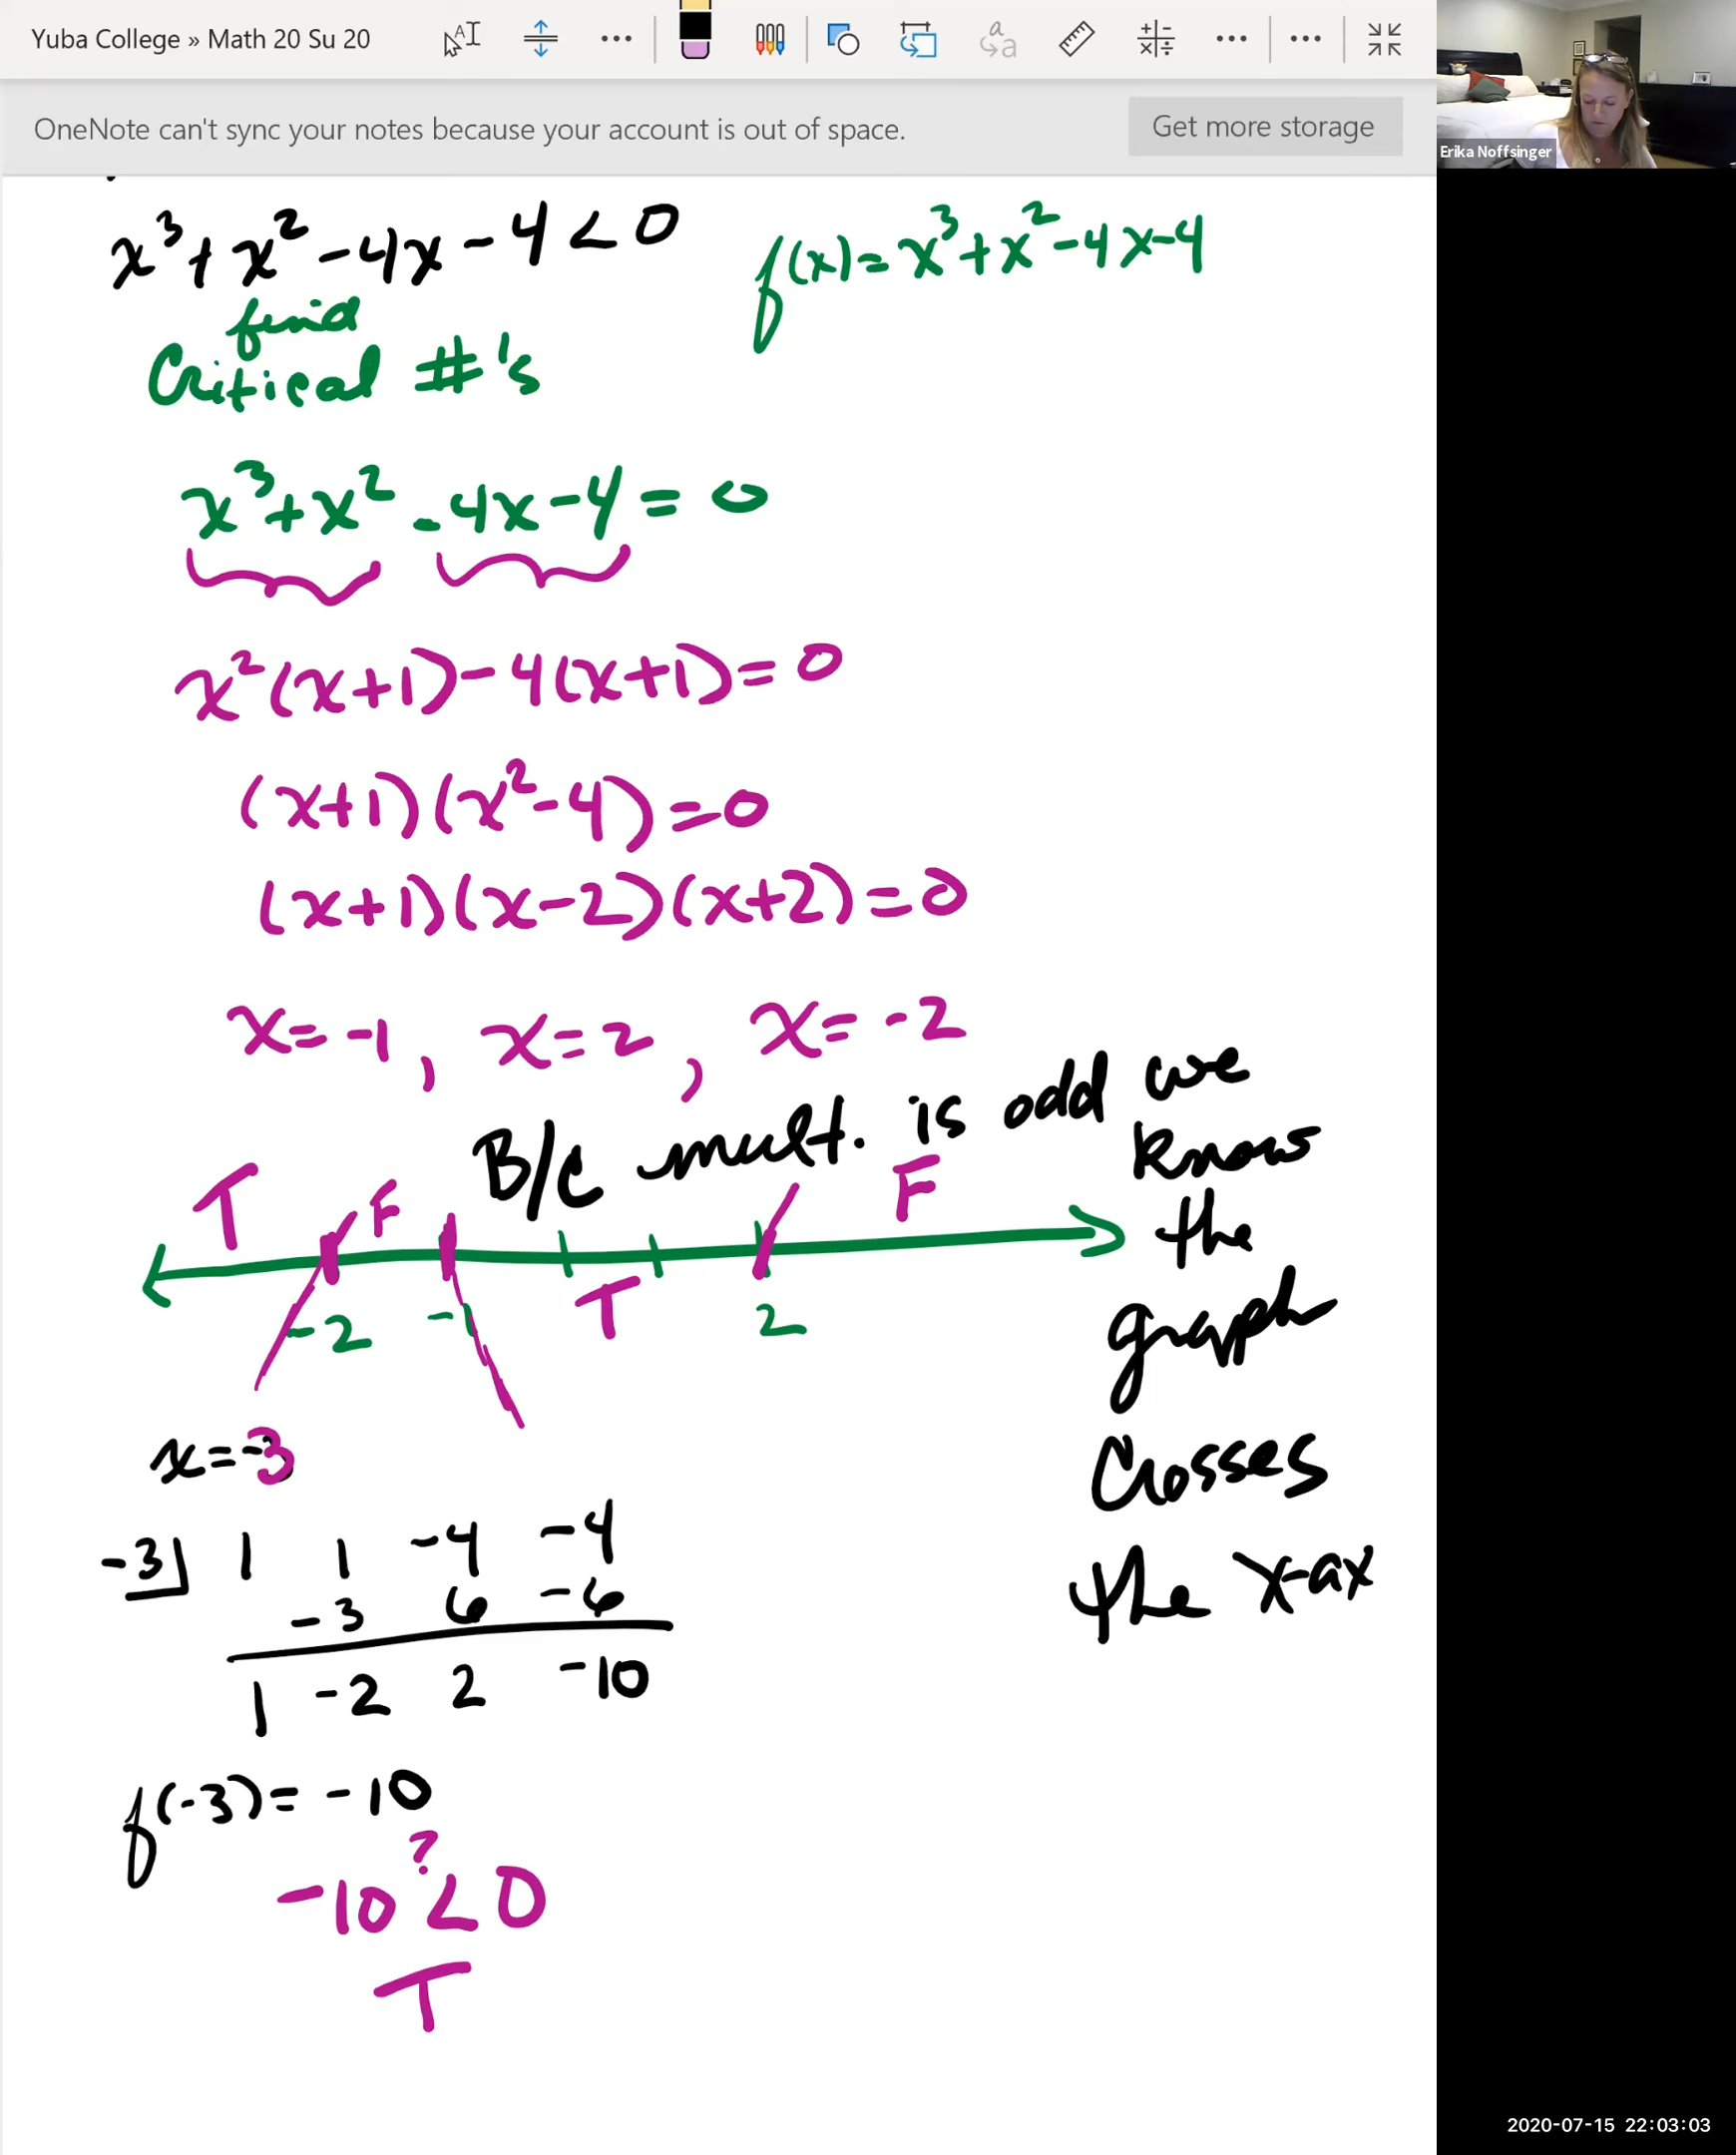 Yuba College » Math 20 Su 20
OneNote can't sync your notes because your account is out of space.
Get more storage
Erika Noffsinger
x³+x²-4x-4<0
f(x)=x³+x²-4x-4
find
Critical #'s
x³+x²-4x-4=0
x²(x+1)-4(x+1)=0
(x+1)(x²-4)=0
(x+1)(x-2)(x+2)=0
x=-1, x=2, x=-2
B/C mult. is odd we
know
the
graph
Crosses
the x-ax
T F F
T
-2 -1 2
x=-3
-3 1 1 -4 -4
-3 6 -6
1 -2 2 -10
f(-3)=-10
?
-10<0
T
2020-07-15 22:03:03